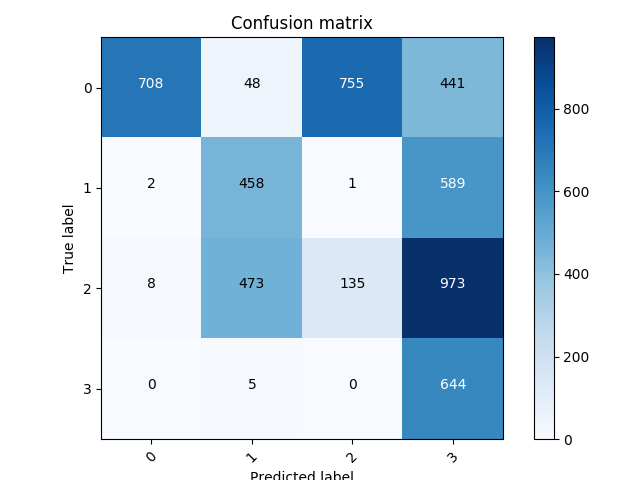 Confusion matrix
0 708 48 755 441
1 2 458 1 589
2 8 473 135 973
3 0 5 0 644
0 1 2 3
True label
Predicted label
800
600
400
200
0